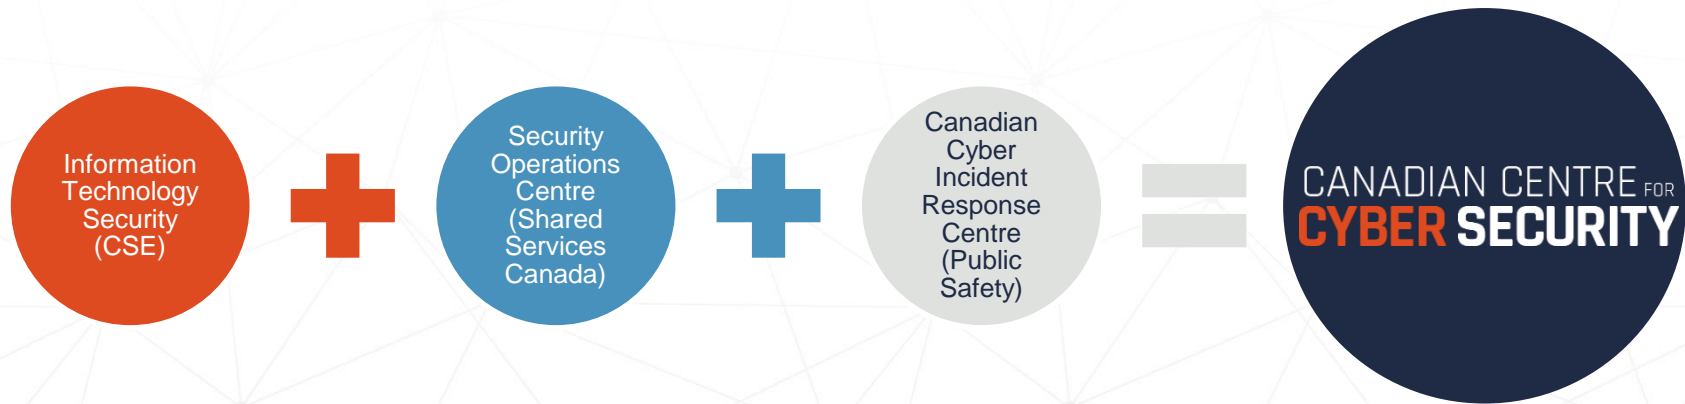 Information
Technology
Security
(CSE)
Security
Operations
Centre
(Shared
Services
Canada)
Canadian
Cyber
Incident
Response
Centre
(Public
Safety)
CANADIAN CENTRE FOR
CYBER SECURITY